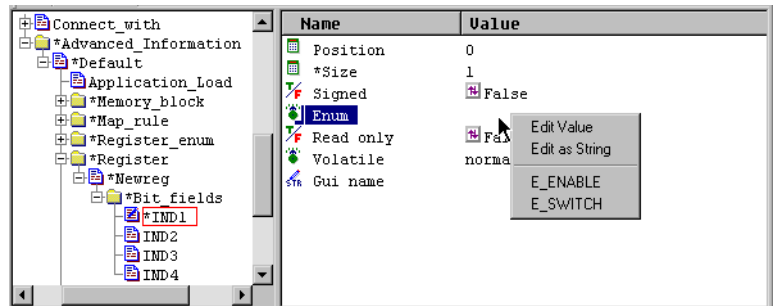 Connect_with
*Advanced_Information
*Default
Application_Load
*Memory_block
*Map_rule
*Register_enum
*Register
*Newreg
*Bit_fields
*IND1
IND2
IND3
IND4
Name Value
Position 0
*Size 1
T/F Signed False
Enum
T/F Read only Fa
Volatile norma
STR Gui name
Edit Value
Edit as String
E_ENABLE
E_SWITCH